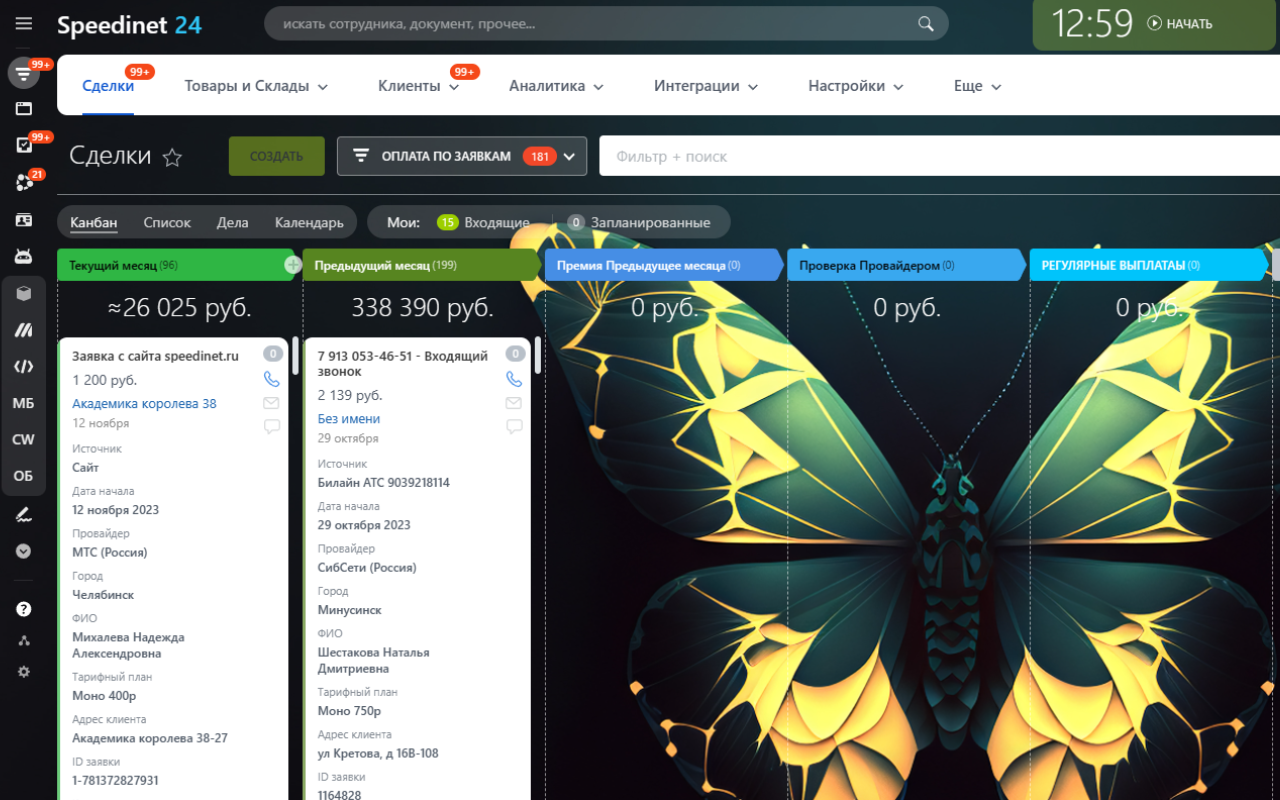 Speedinet 24
искать сотрудника, документ, прочее...
12:59
НАЧАТЬ
99+
99+
99+
99+
21
Сделки
Товары и Склады
Клиенты
Аналитика
Интеграции
Настройки
Еще
Сделки
СОЗДАТЬ
ОПЛАТА ПО ЗАЯВКАМ 181
Фильтр + поиск
Канбан
Список
Дела
Календарь
Мои:
15 Входящие
0 Запланированные
МБ
CW
ОБ
?
Текущий месяц (96)
≈26 025 руб.
Заявка с сайта speedinet.ru
0
1 200 руб.
Академика королева 38
12 ноября
Источник
Сайт
Дата начала
12 ноября 2023
Провайдер
МТС (Россия)
Город
Челябинск
ФИО
Михалева Надежда
Алексендровна
Тарифный план
Моно 400р
Адрес клиента
Академика королева 38-27
ID заявки
1-781372827931
Предыдущий месяц (199)
338 390 руб.
7 913 053-46-51 - Входящий
звонок
0
2 139 руб.
Без имени
29 октября
Источник
Билайн АТС 9039218114
Дата начала
29 октября 2023
Провайдер
СибСети (Россия)
Город
Минусинск
ФИО
Шестакова Наталья
Дмитриевна
Тарифный план
Моно 750р
Адрес клиента
ул Кретова, д 16В-108
ID заявки
1164828
Премия Предыдущее месяца (0)
0 руб.
Проверка Провайдером (0)
0 руб.
РЕГУЛЯРНЫЕ ВЫПЛАТАЫ (0)
0 руб.